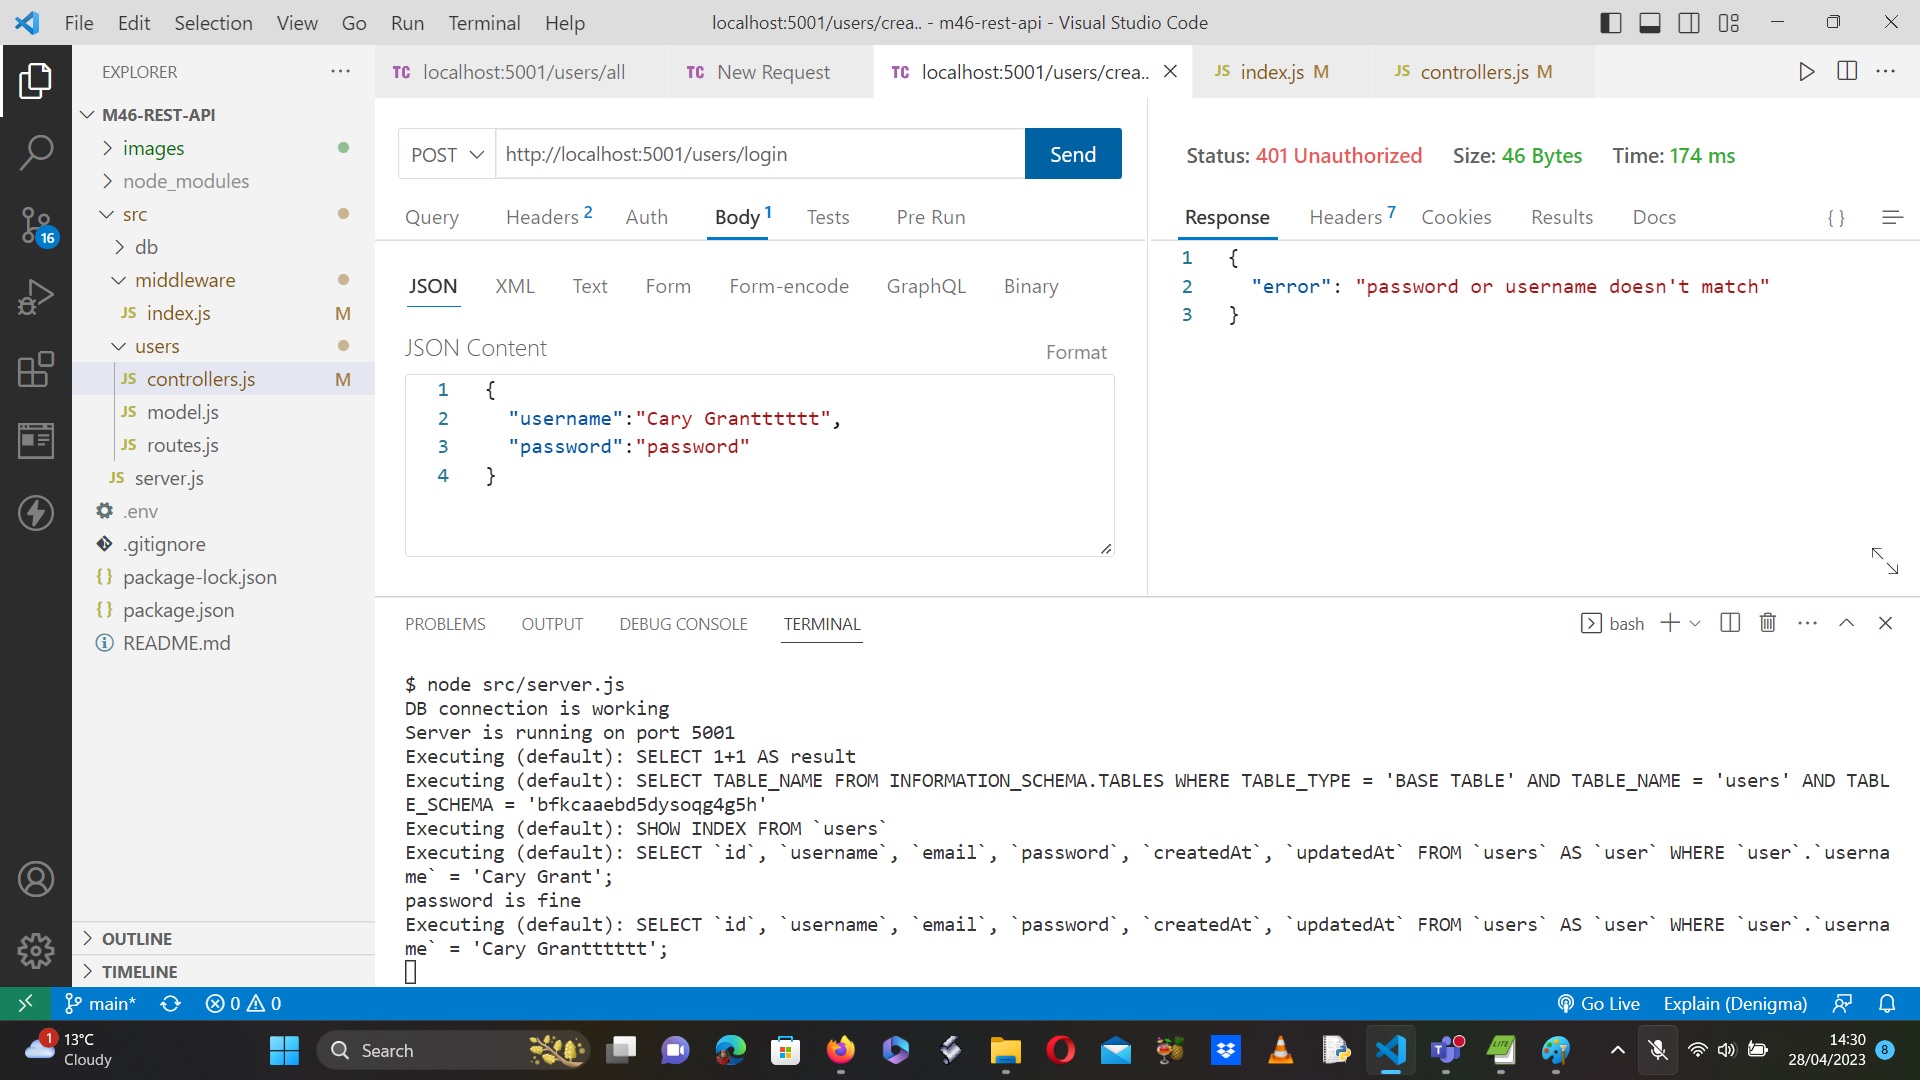 File Edit Selection View Go Run Terminal Help
localhost:5001/users/crea.. - m46-rest-api - Visual Studio Code
EXPLORER
M46-REST-API
images
node_modules
src
db
middleware
JS index.js M
users
JS controllers.js M
JS model.js
JS routes.js
JS server.js
.env
.gitignore
{} package-lock.json
{} package.json
README.md
OUTLINE
TIMELINE
16
TC localhost:5001/users/all
TC New Request
TC localhost:5001/users/crea..
JS index.js M
JS controllers.js M
POST http://localhost:5001/users/login Send
Query Headers 2 Auth Body 1 Tests Pre Run
JSON XML Text Form Form-encode GraphQL Binary
JSON Content
Format
1 {
2 "username":"Cary Grantttttt",
3 "password":"password"
4 }
Status: 401 Unauthorized Size: 46 Bytes Time: 174 ms
Response Headers 7 Cookies Results Docs { }
1 {
2 "error": "password or username doesn't match"
3 }
PROBLEMS OUTPUT DEBUG CONSOLE TERMINAL
bash
$ node src/server.js
DB connection is working
Server is running on port 5001
Executing (default): SELECT 1+1 AS result
Executing (default): SELECT TABLE_NAME FROM INFORMATION_SCHEMA.TABLES WHERE TABLE_TYPE = 'BASE TABLE' AND TABLE_NAME = 'users' AND TABL
E_SCHEMA = 'bfkcaaebd5dysoqg4g5h'
Executing (default): SHOW INDEX FROM `users`
Executing (default): SELECT `id`, `username`, `email`, `password`, `createdAt`, `updatedAt` FROM `users` AS `user` WHERE `user`.`userna
me` = 'Cary Grant';
password is fine
Executing (default): SELECT `id`, `username`, `email`, `password`, `createdAt`, `updatedAt` FROM `users` AS `user` WHERE `user`.`userna
me` = 'Cary Grantttttt';
main* 0 0
Go Live Explain (Denigma)
1 13°C
Cloudy
Search
LITE
14:30
28/04/2023
8